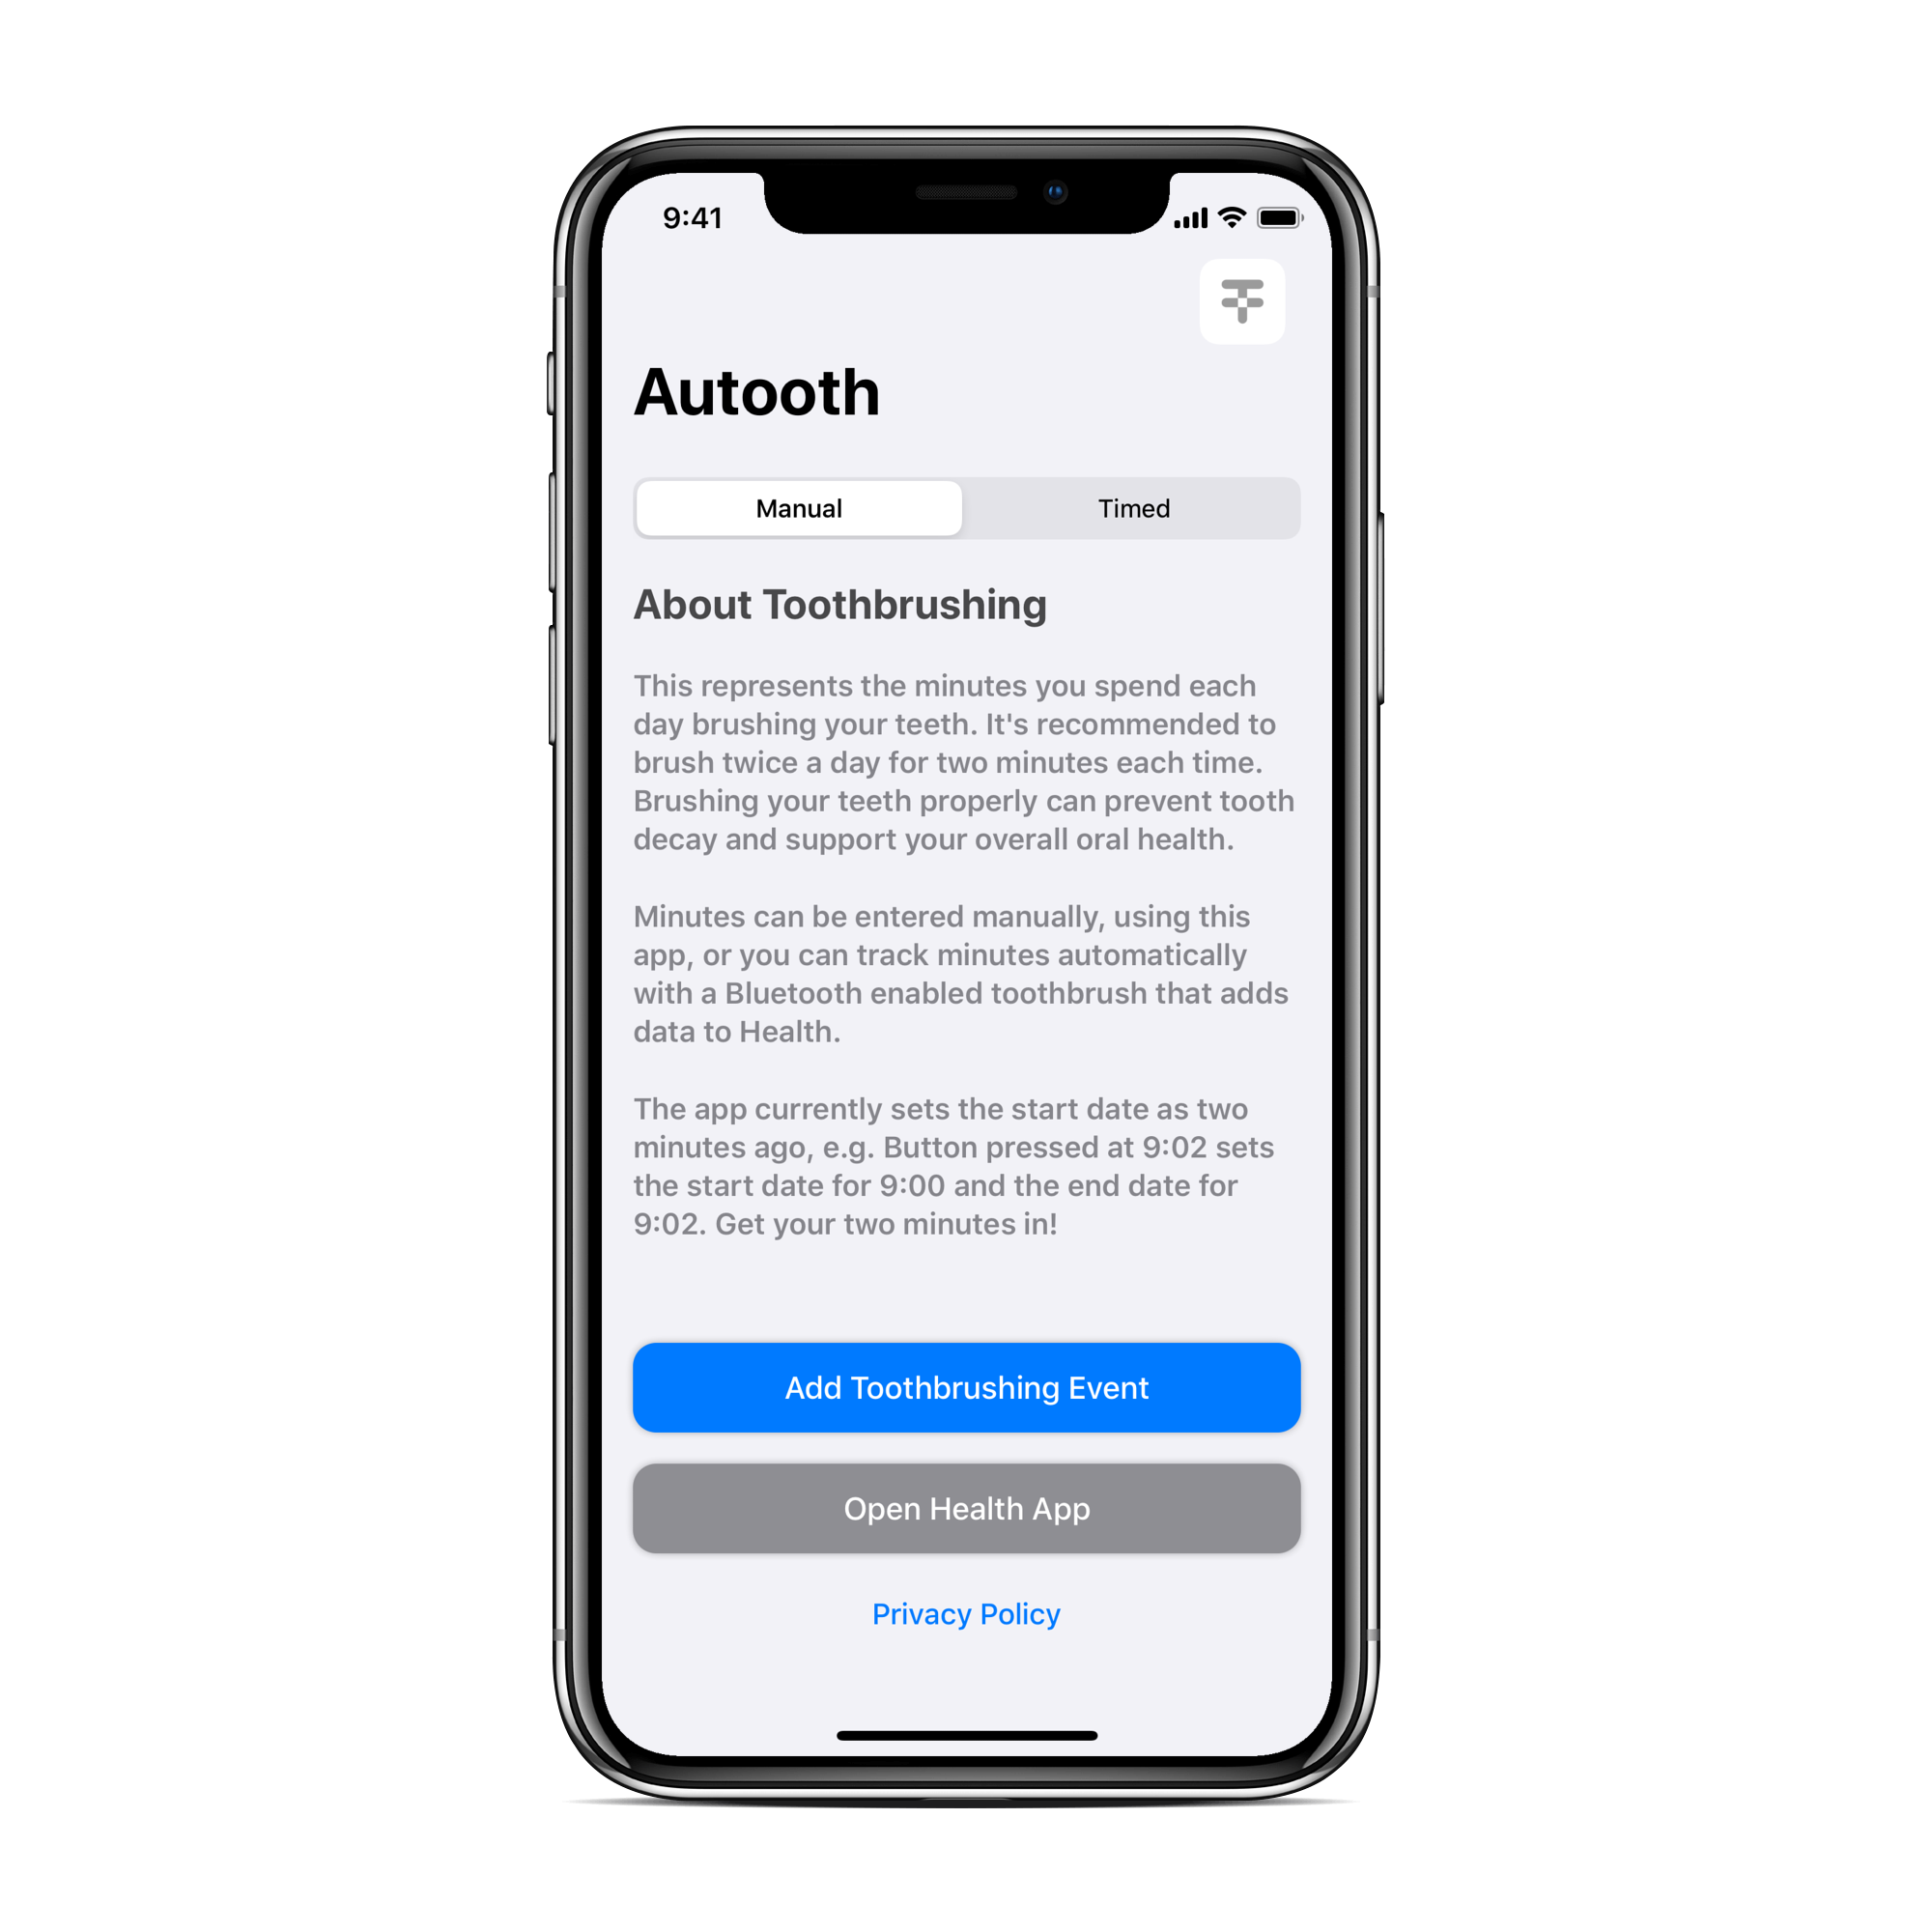 9:41
Autooth
Manual
Timed
About Toothbrushing
This represents the minutes you spend each
day brushing your teeth. It's recommended to
brush twice a day for two minutes each time.
Brushing your teeth properly can prevent tooth
decay and support your overall oral health.
Minutes can be entered manually, using this
app, or you can track minutes automatically
with a Bluetooth enabled toothbrush that adds
data to Health.
The app currently sets the start date as two
minutes ago, e.g. Button pressed at 9:02 sets
the start date for 9:00 and the end date for
9:02. Get your two minutes in!
Add Toothbrushing Event
Open Health App
Privacy Policy